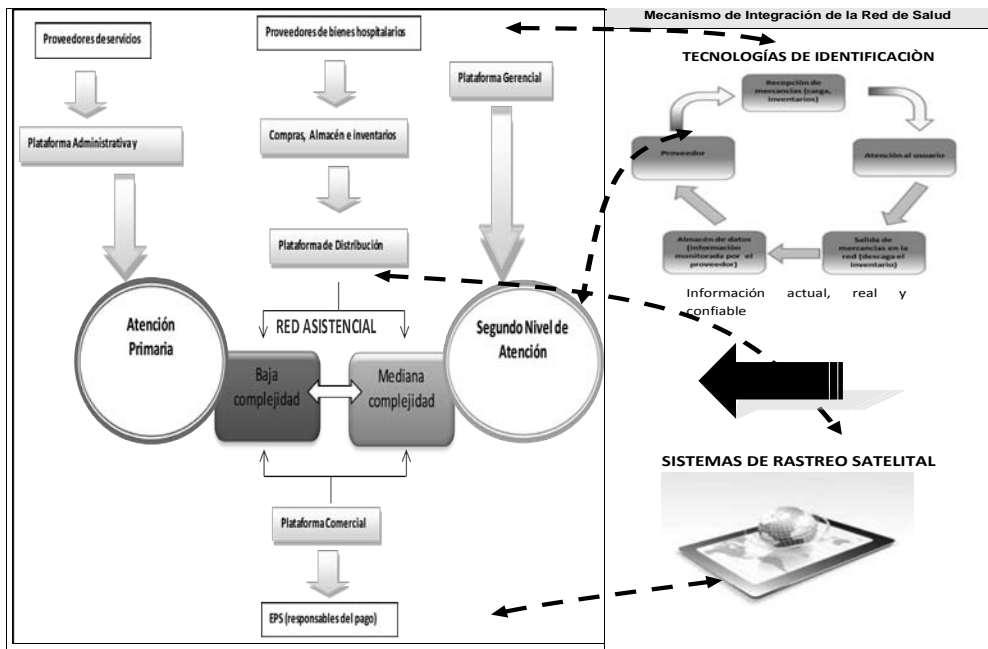 Proveedores de servicios
Proveedores de bienes hospitalarios
Plataforma Gerencial
Plataforma Administrativa y
Compras, Almacén e inventarios
Plataforma de Distribución
RED ASISTENCIAL
Atención
Primaria
Segundo Nivel de
Atención
Baja
complejidad
Mediana
complejidad
Plataforma Comercial
EPS (responsables del pago)
Mecanismo de Integración de la Red de Salud
TECNOLOGÍAS DE IDENTIFICACIÒN
Recepción de
mercancías (carga,
inventarios)
Proveedor
Atención al usuario
Almacén de datos
(información
monitorada por el
proveedor)
Salida de
mercancías en la
red (descaga el
inventario)
Información actual, real y
confiable
SISTEMAS DE RASTREO SATELITAL